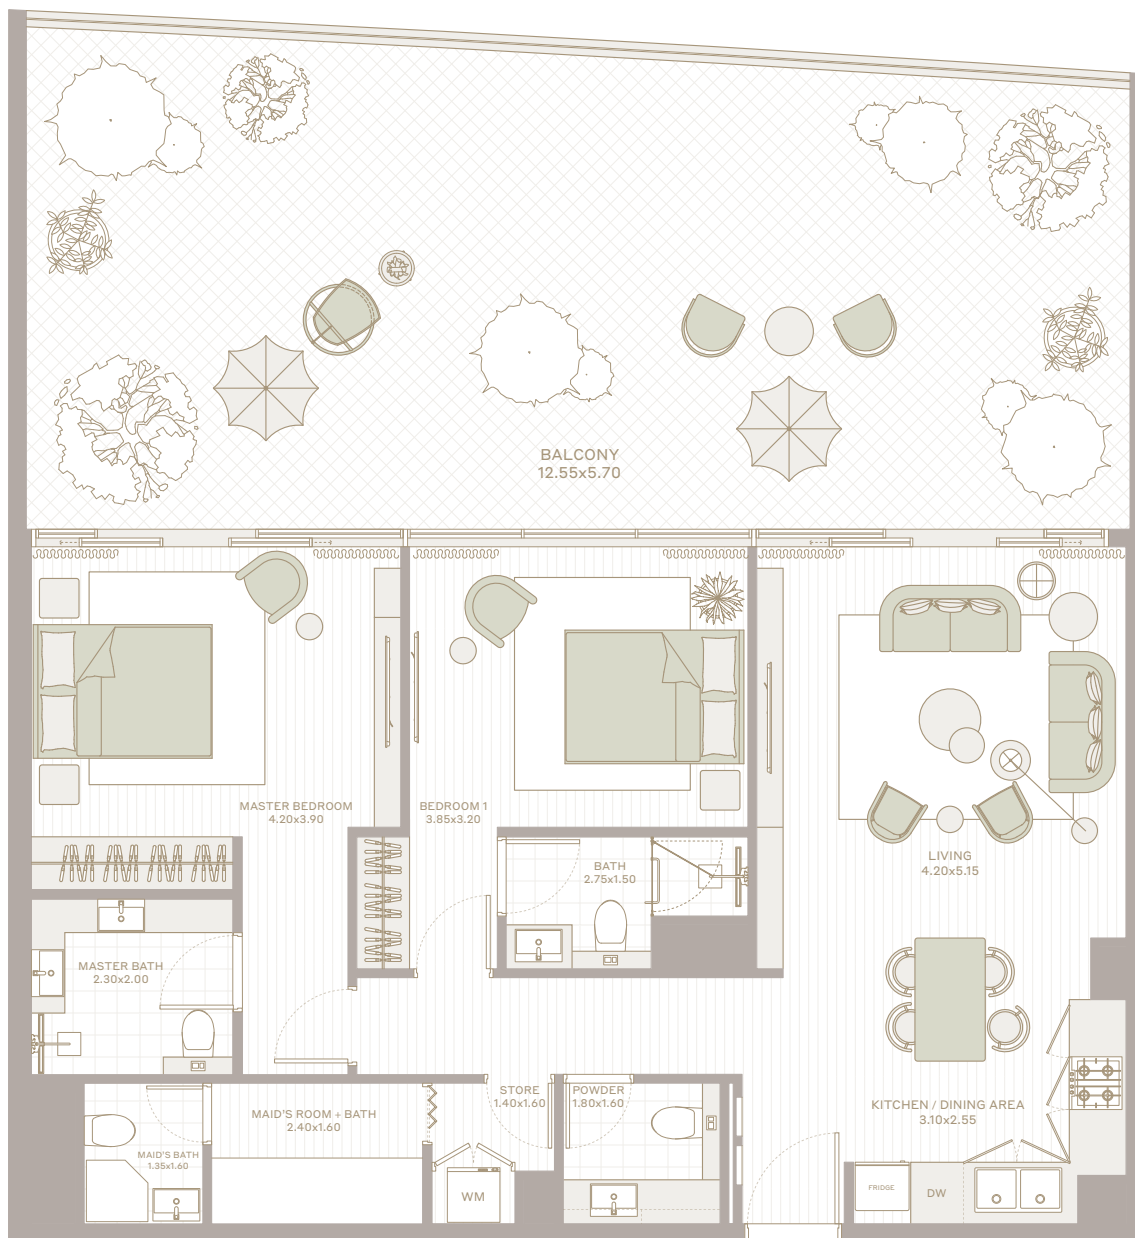 BALCONY
12.55x5.70
MASTER BEDROOM
4.20x3.90
BEDROOM 1
3.85x3.20
LIVING
4.20x5.15
BATH
2.75x1.50
MASTER BATH
2.30x2.00
STORE
1.40x1.60
POWDER
1.80x1.60
KITCHEN / DINING AREA
3.10x2.55
MAID'S ROOM + BATH
2.40x1.60
MAID'S BATH
1.35x1.60
WM
FRIDGE
DW